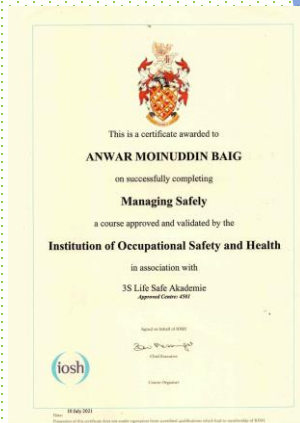 This is a certificate awarded to
ANWAR MOINUDDIN BAIG
on successfully completing
Managing Safely
a course approved and validated by the
Institution of Occupational Safety and Health
in association with
3S Life Safe Akademie
Approved Centre: 4581
Signed on behalf of IOSH
Chief Executive
Course Organiser
iosh
Date: 10 July 2021